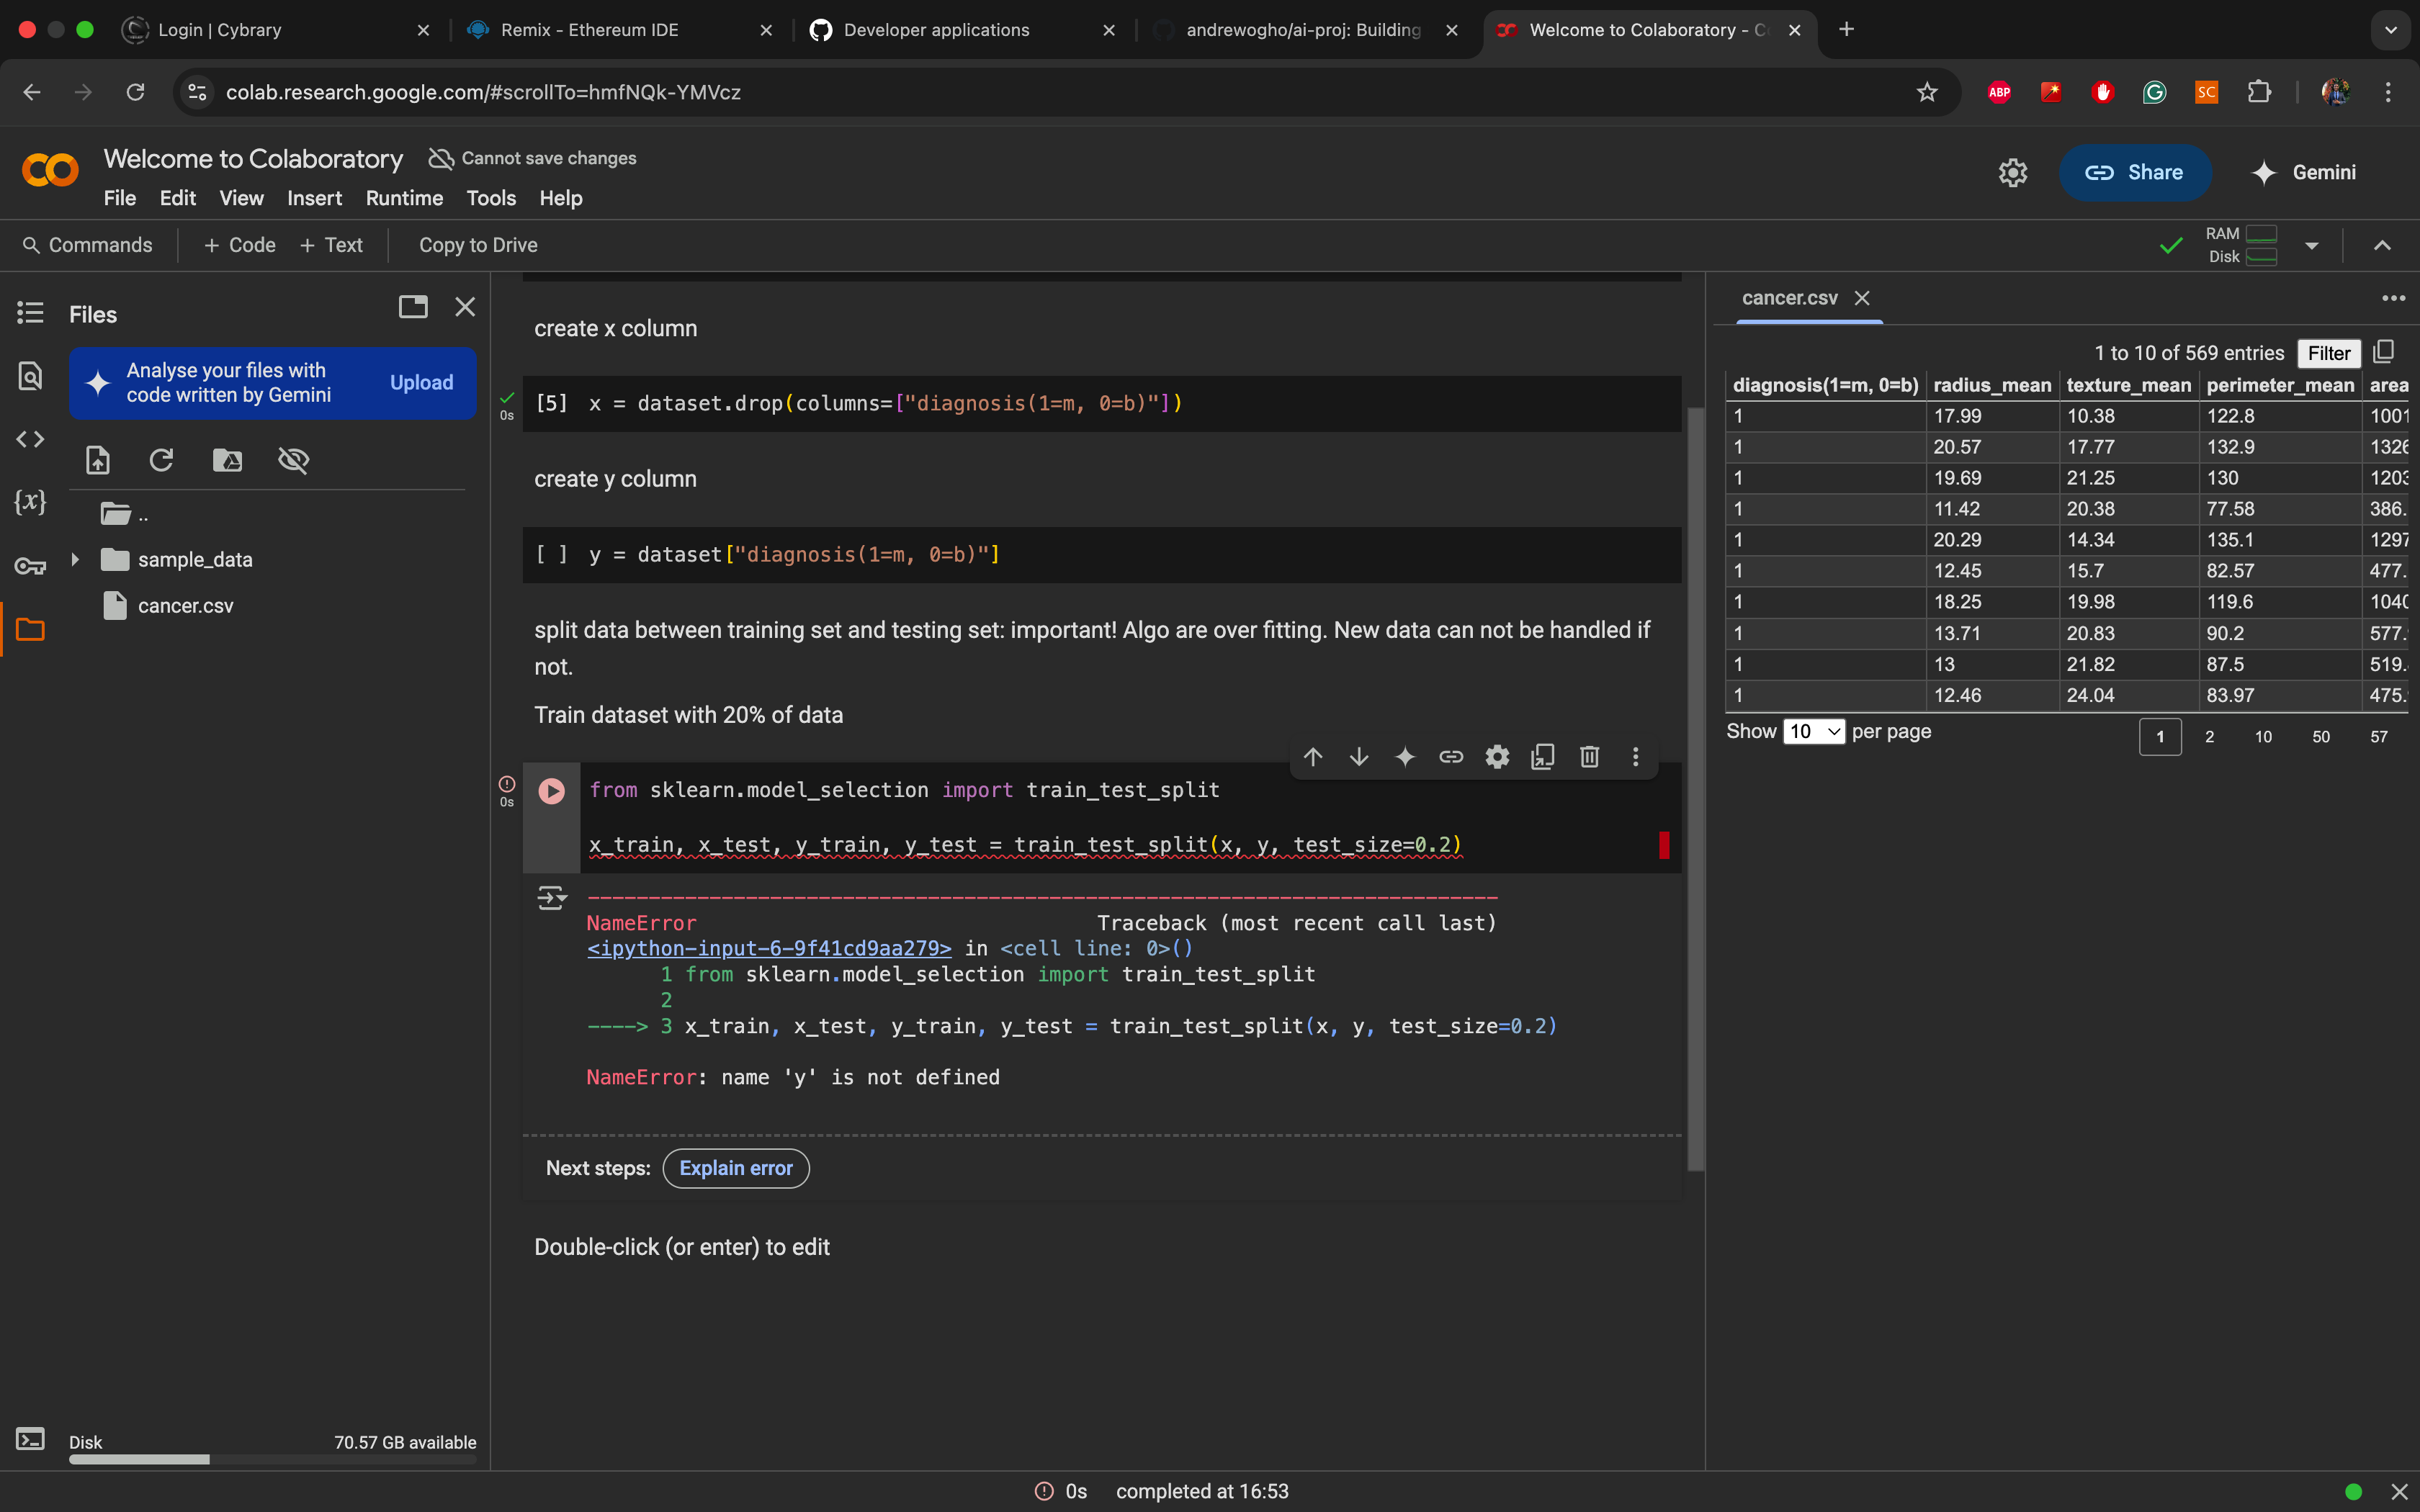 Login | Cybrary
Remix - Ethereum IDE
Developer applications
andrewogho/ai-proj: Building
Welcome to Colaboratory - C
colab.research.google.com/#scrollTo=hmfNQk-YMVcz
ABP
SC
Welcome to Colaboratory
Cannot save changes
File Edit View Insert Runtime Tools Help
Share
Gemini
Commands
+ Code + Text
Copy to Drive
RAM
Disk
Files
Analyse your files with
code written by Gemini
Upload
..
sample_data
cancer.csv
{x}
Disk
70.57 GB available
create x column
0s
[5] x = dataset.drop(columns=["diagnosis(1=m, 0=b)"])
create y column
[ ] y = dataset["diagnosis(1=m, 0=b)"]
split data between training set and testing set: important! Algo are over fitting. New data can not be handled if
not.
Train dataset with 20% of data
0s
from sklearn.model_selection import train_test_split
x_train, x_test, y_train, y_test = train_test_split(x, y, test_size=0.2)
---------------------------------------------------------------------------
NameError Traceback (most recent call last)
<ipython-input-6-9f41cd9aa279> in <cell line: 0>()
1 from sklearn.model_selection import train_test_split
2
----> 3 x_train, x_test, y_train, y_test = train_test_split(x, y, test_size=0.2)
NameError: name 'y' is not defined
Next steps: Explain error
Double-click (or enter) to edit
cancer.csv
1 to 10 of 569 entries Filter
diagnosis(1=m, 0=b) radius_mean texture_mean perimeter_mean area
1 17.99 10.38 122.8 1001
1 20.57 17.77 132.9 1326
1 19.69 21.25 130 1203
1 11.42 20.38 77.58 386.
1 20.29 14.34 135.1 1297
1 12.45 15.7 82.57 477.
1 18.25 19.98 119.6 1040
1 13.71 20.83 90.2 577.
1 13 21.82 87.5 519.
1 12.46 24.04 83.97 475.
Show 10 per page
1 2 10 50 57
0s completed at 16:53